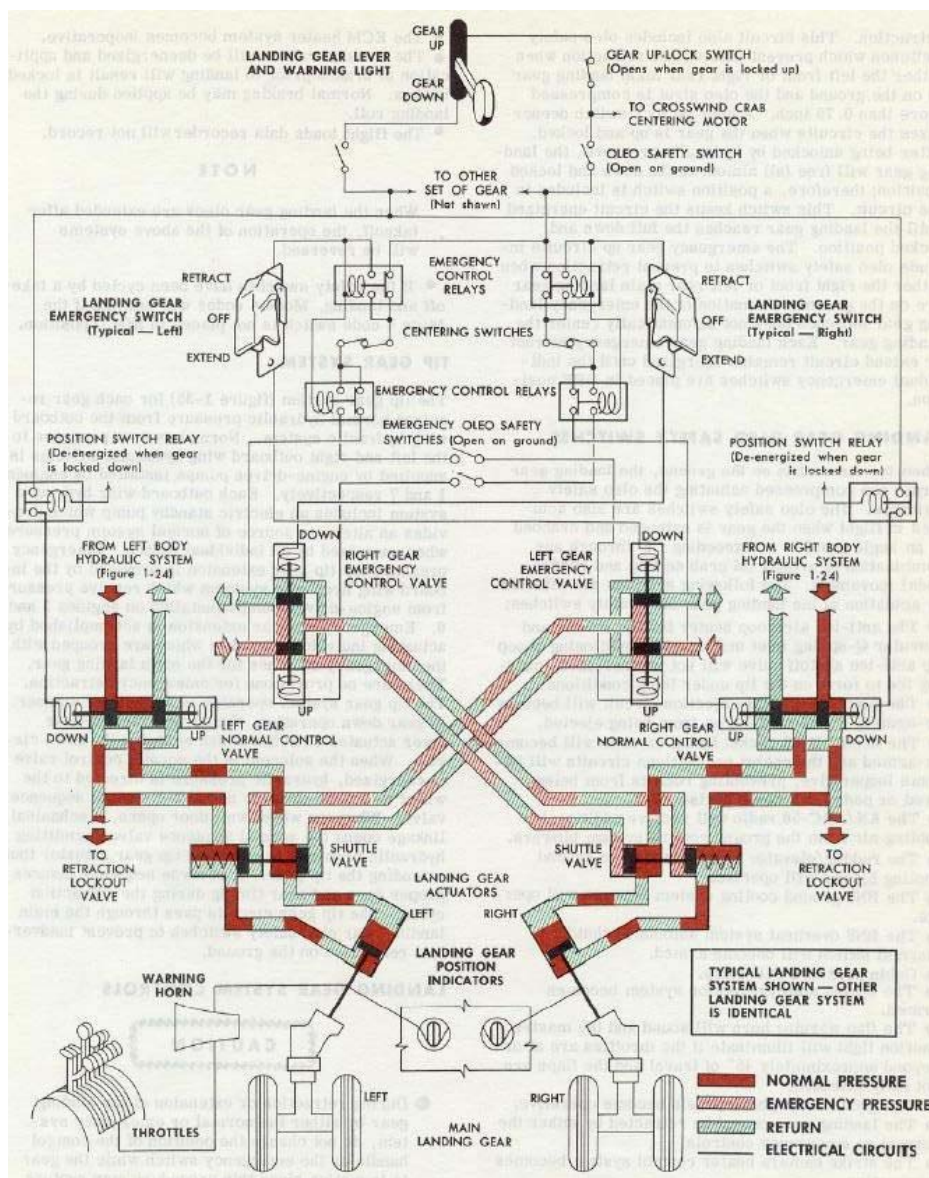 GEAR UP
LANDING GEAR LEVER
AND WARNING LIGHT
GEAR
DOWN
GEAR UP-LOCK SWITCH
(Opens when gear is locked up)
TO CROSSWIND CRAB
CENTERING MOTOR
OLEO SAFETY SWITCH
(Open on ground)
TO OTHER
SET OF GEAR
(Not shown)
RETRACT
OFF
EXTEND
LANDING GEAR
EMERGENCY SWITCH
(Typical — Left)
EMERGENCY
CONTROL
RELAYS
CENTERING SWITCHES
RETRACT
OFF
EXTEND
LANDING GEAR
EMERGENCY SWITCH
(Typical — Right)
EMERGENCY CONTROL RELAYS
EMERGENCY OLEO SAFETY
SWITCHES (Open on ground)
POSITION SWITCH RELAY
(De-energized when gear
is locked down)
POSITION SWITCH RELAY
(De-energized when gear
is locked down)
FROM LEFT BODY
HYDRAULIC SYSTEM
(Figure 1-24)
DOWN
RIGHT GEAR
EMERGENCY
CONTROL VALVE
UP
LEFT GEAR
EMERGENCY
CONTROL VALVE
DOWN
UP
FROM RIGHT BODY
HYDRAULIC SYSTEM
(Figure 1-24)
DOWN
UP
LEFT GEAR
NORMAL CONTROL
VALVE
RIGHT GEAR
NORMAL CONTROL
VALVE
UP
DOWN
TO
RETRACTION
LOCKOUT
VALVE
SHUTTLE
VALVE
SHUTTLE
VALVE
TO
RETRACTION
LOCKOUT
VALVE
LANDING GEAR
ACTUATORS
LEFT
RIGHT
LANDING GEAR
POSITION
INDICATORS
WARNING
HORN
THROTTLES
LEFT
MAIN
LANDING GEAR
RIGHT
TYPICAL LANDING GEAR
SYSTEM SHOWN — OTHER
LANDING GEAR SYSTEM
IS IDENTICAL
NORMAL PRESSURE
EMERGENCY PRESSURE
RETURN
ELECTRICAL CIRCUITS